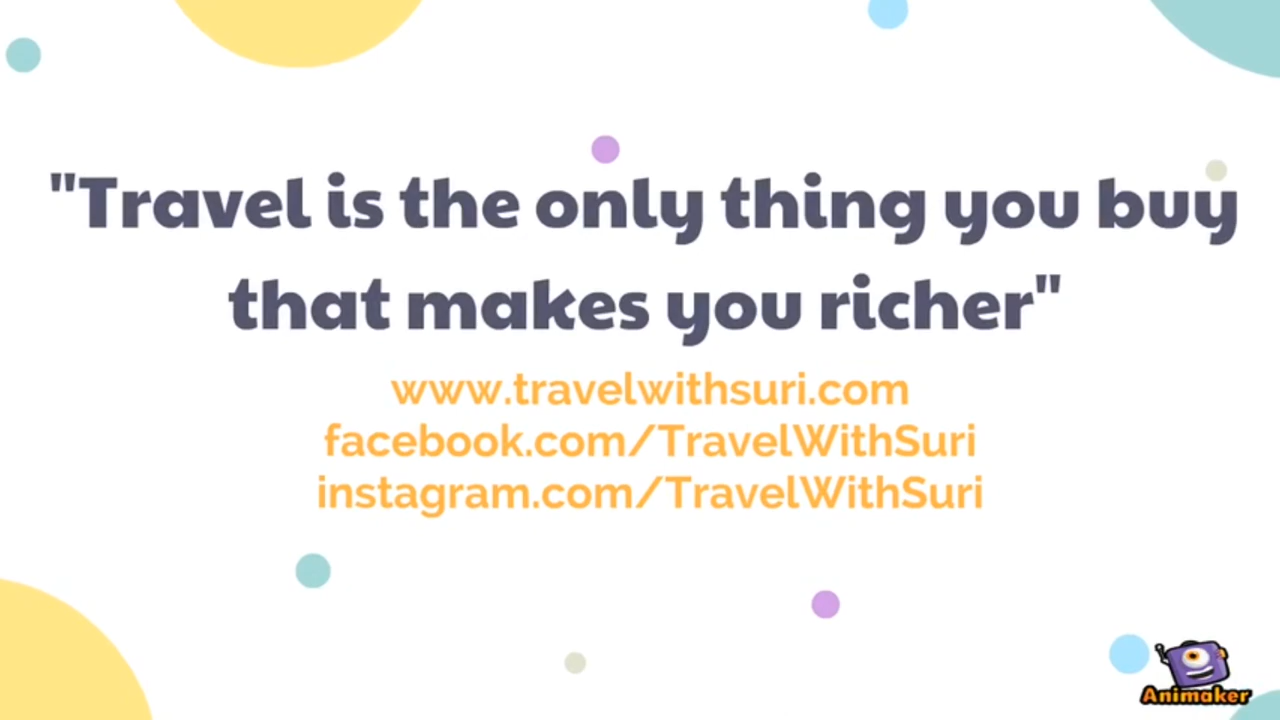 "Travel is the only thing you buy
that makes you richer"
www.travelwithsuri.com
facebook.com/TravelWithSuri
instagram.com/TravelWithSuri
Animaker